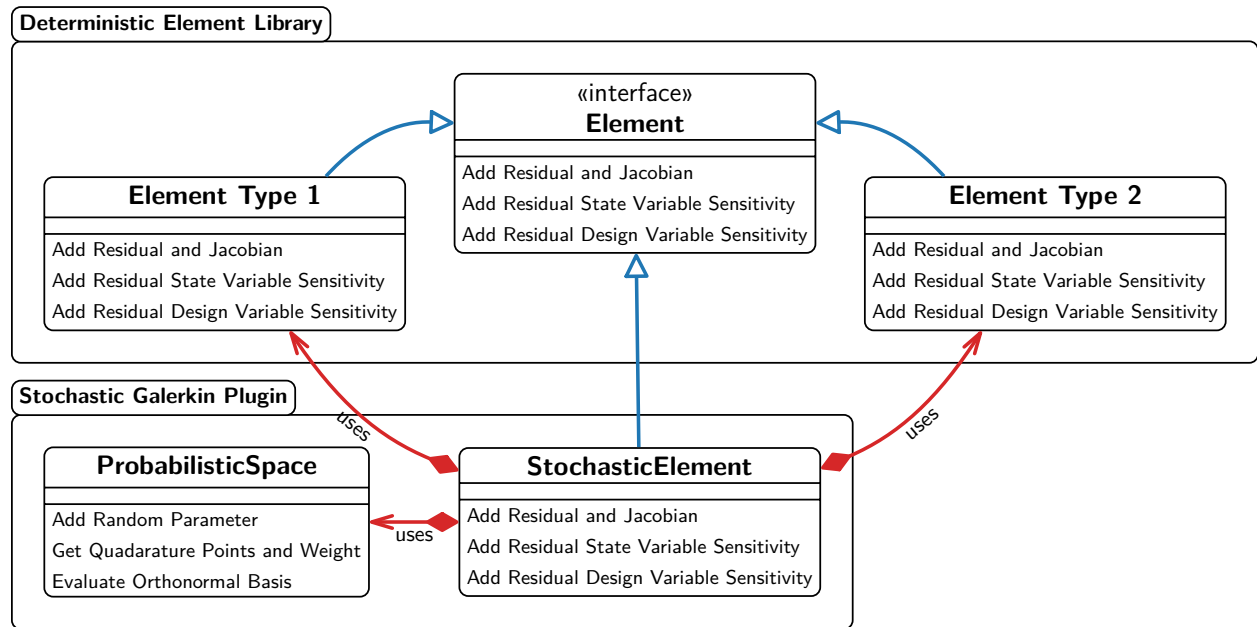 Deterministic Element Library
«interface»
Element
Add Residual and Jacobian
Add Residual State Variable Sensitivity
Add Residual Design Variable Sensitivity
Element Type 1
Add Residual and Jacobian
Add Residual State Variable Sensitivity
Add Residual Design Variable Sensitivity
Element Type 2
Add Residual and Jacobian
Add Residual State Variable Sensitivity
Add Residual Design Variable Sensitivity
uses
uses
Stochastic Galerkin Plugin
ProbabilisticSpace
Add Random Parameter
Get Quadarature Points and Weight
Evaluate Orthonormal Basis
uses
StochasticElement
Add Residual and Jacobian
Add Residual State Variable Sensitivity
Add Residual Design Variable Sensitivity